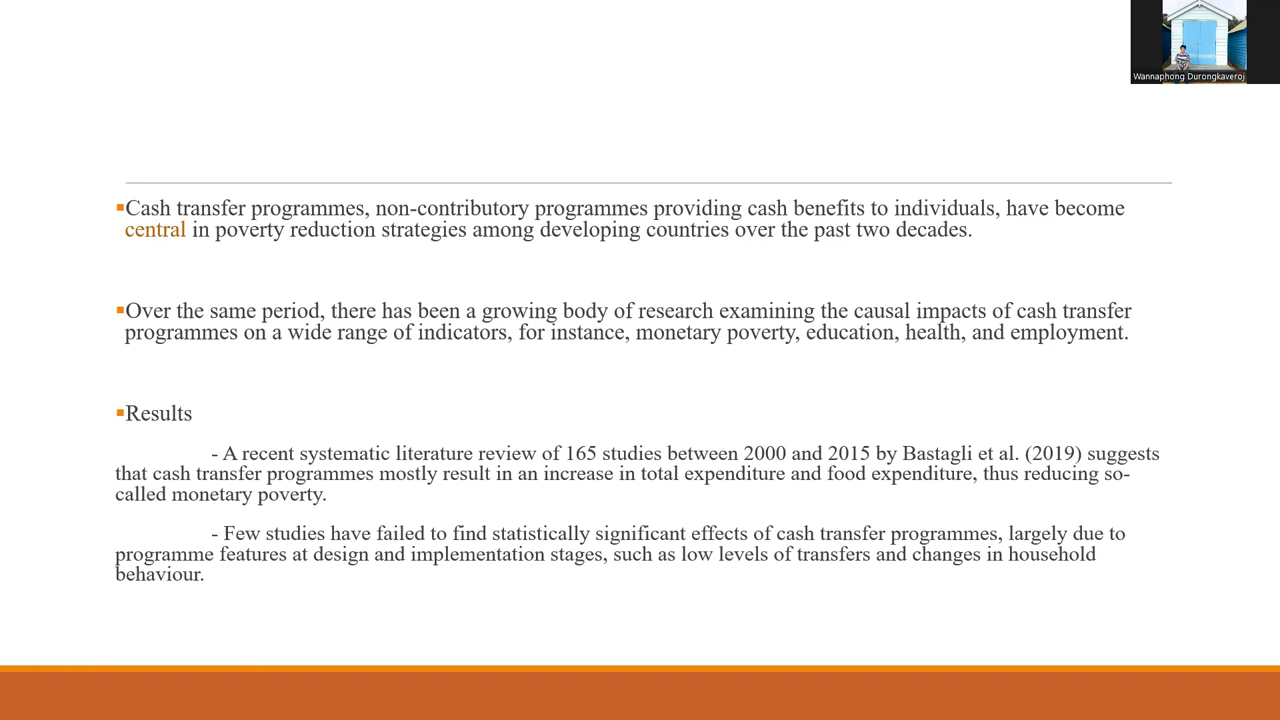 Wannaphong Durongkaveroj
▪Cash transfer programmes, non-contributory programmes providing cash benefits to individuals, have become
central in poverty reduction strategies among developing countries over the past two decades.
▪Over the same period, there has been a growing body of research examining the causal impacts of cash transfer
programmes on a wide range of indicators, for instance, monetary poverty, education, health, and employment.
▪Results
- A recent systematic literature review of 165 studies between 2000 and 2015 by Bastagli et al. (2019) suggests
that cash transfer programmes mostly result in an increase in total expenditure and food expenditure, thus reducing so-
called monetary poverty.
- Few studies have failed to find statistically significant effects of cash transfer programmes, largely due to
programme features at design and implementation stages, such as low levels of transfers and changes in household
behaviour.